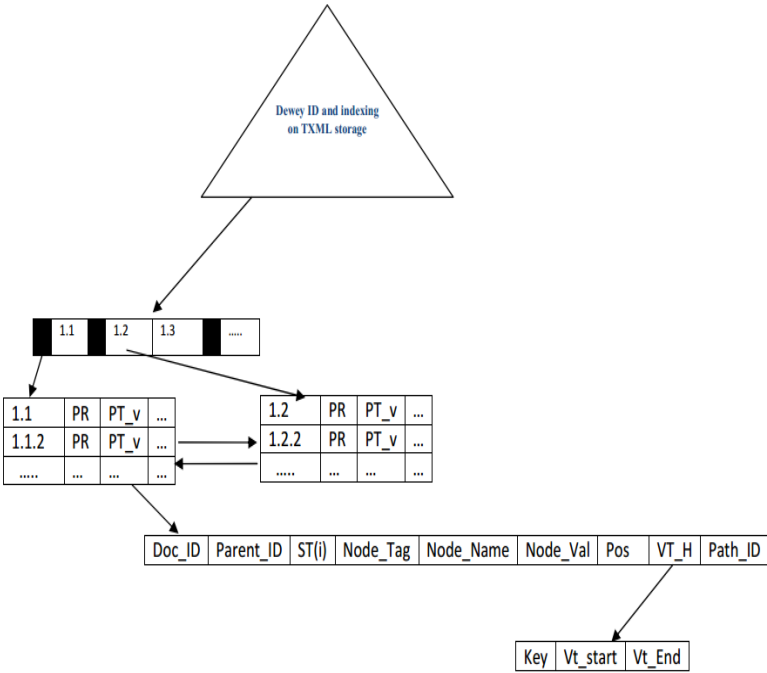 Dewey ID and indexing
on TXML storage
1.1 1.2 1.3 .....
1.1 PR PT_v ...
1.1.2 PR PT_v ...
..... ... ... ...
1.2 PR PT_v ...
1.2.2 PR PT_v ...
..... ... ... ...
Doc_ID Parent_ID ST(i) Node_Tag Node_Name Node_Val Pos VT_H Path_ID
Key Vt_start Vt_End